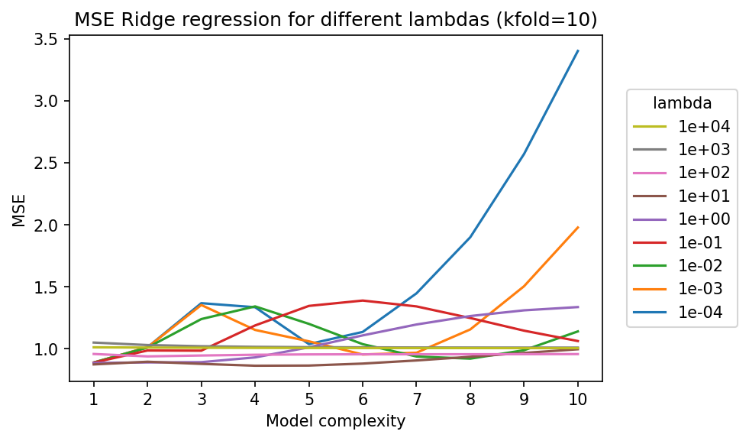 MSE Ridge regression for different lambdas (kfold=10)
3.5
3.0
2.5
2.0
1.5
1.0
MSE
1 2 3 4 5 6 7 8 9 10
Model complexity
lambda
1e+04
1e+03
1e+02
1e+01
1e+00
1e-01
1e-02
1e-03
1e-04